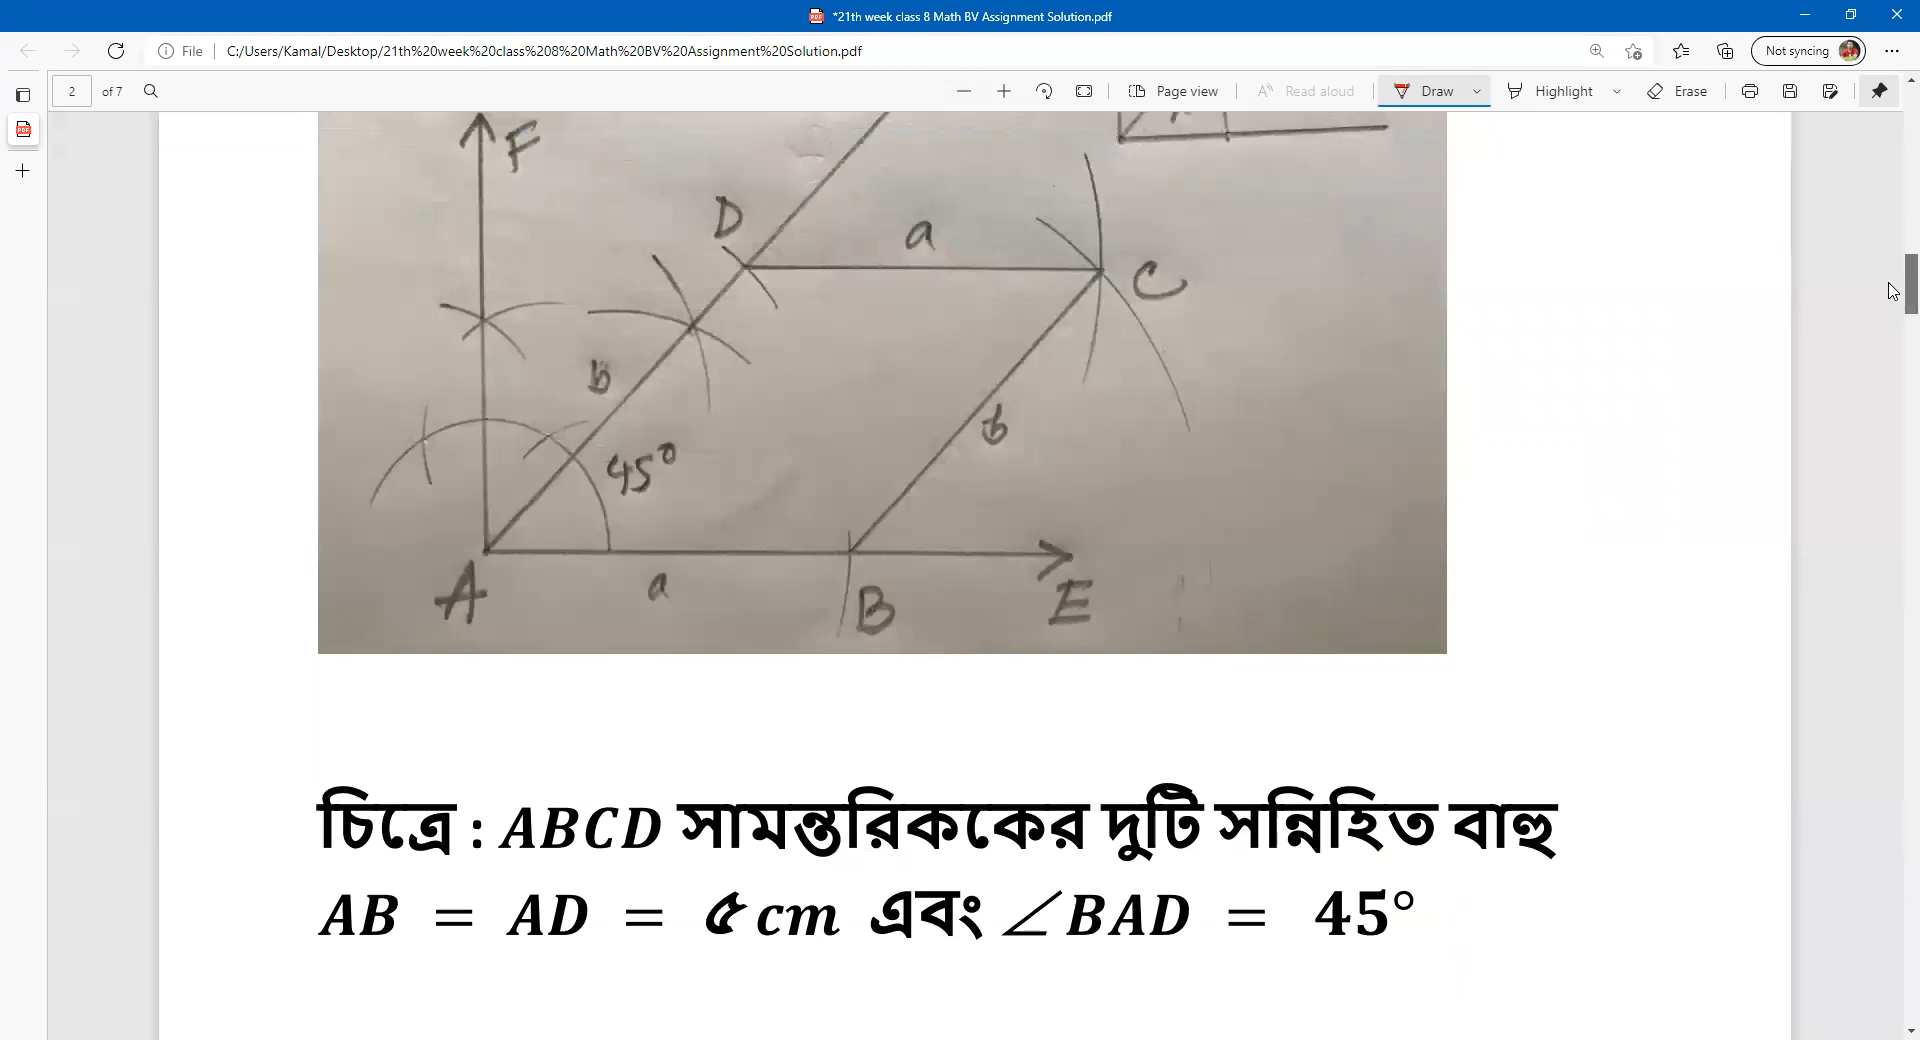 *21th week class 8 Math BV Assignment Solution.pdf
File C:/Users/Kamal/Desktop/21th%20week%20class%208%20Math%20BV%20Assignment%20Solution.pdf Not syncing
2 of 7 Page view Read aloud Draw Highlight Erase
F
D
a
C
b
b
45°
A
a
B
E
চিত্রে : ABCD সামন্তরিককের দুটি সন্নিহিত বাহু
AB = AD = ৫ cm এবং ∠BAD = 45°